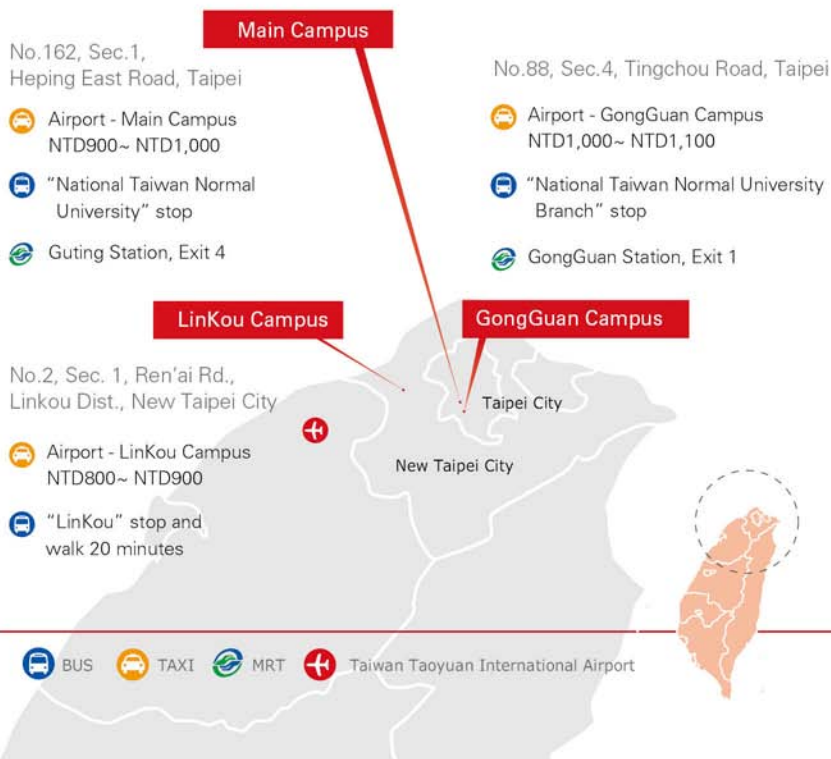 Main Campus
No.162, Sec.1,
Heping East Road, Taipei
Airport - Main Campus
NTD900~ NTD1,000
“National Taiwan Normal
University” stop
Guting Station, Exit 4
No.88, Sec.4, Tingchou Road, Taipei
Airport - GongGuan Campus
NTD1,000~ NTD1,100
“National Taiwan Normal University
Branch” stop
GongGuan Station, Exit 1
LinKou Campus
GongGuan Campus
No.2, Sec. 1, Ren'ai Rd.,
Linkou Dist., New Taipei City
Airport - LinKou Campus
NTD800~ NTD900
“LinKou” stop and
walk 20 minutes
Taipei City
New Taipei City
BUS
TAXI
MRT
Taiwan Taoyuan International Airport